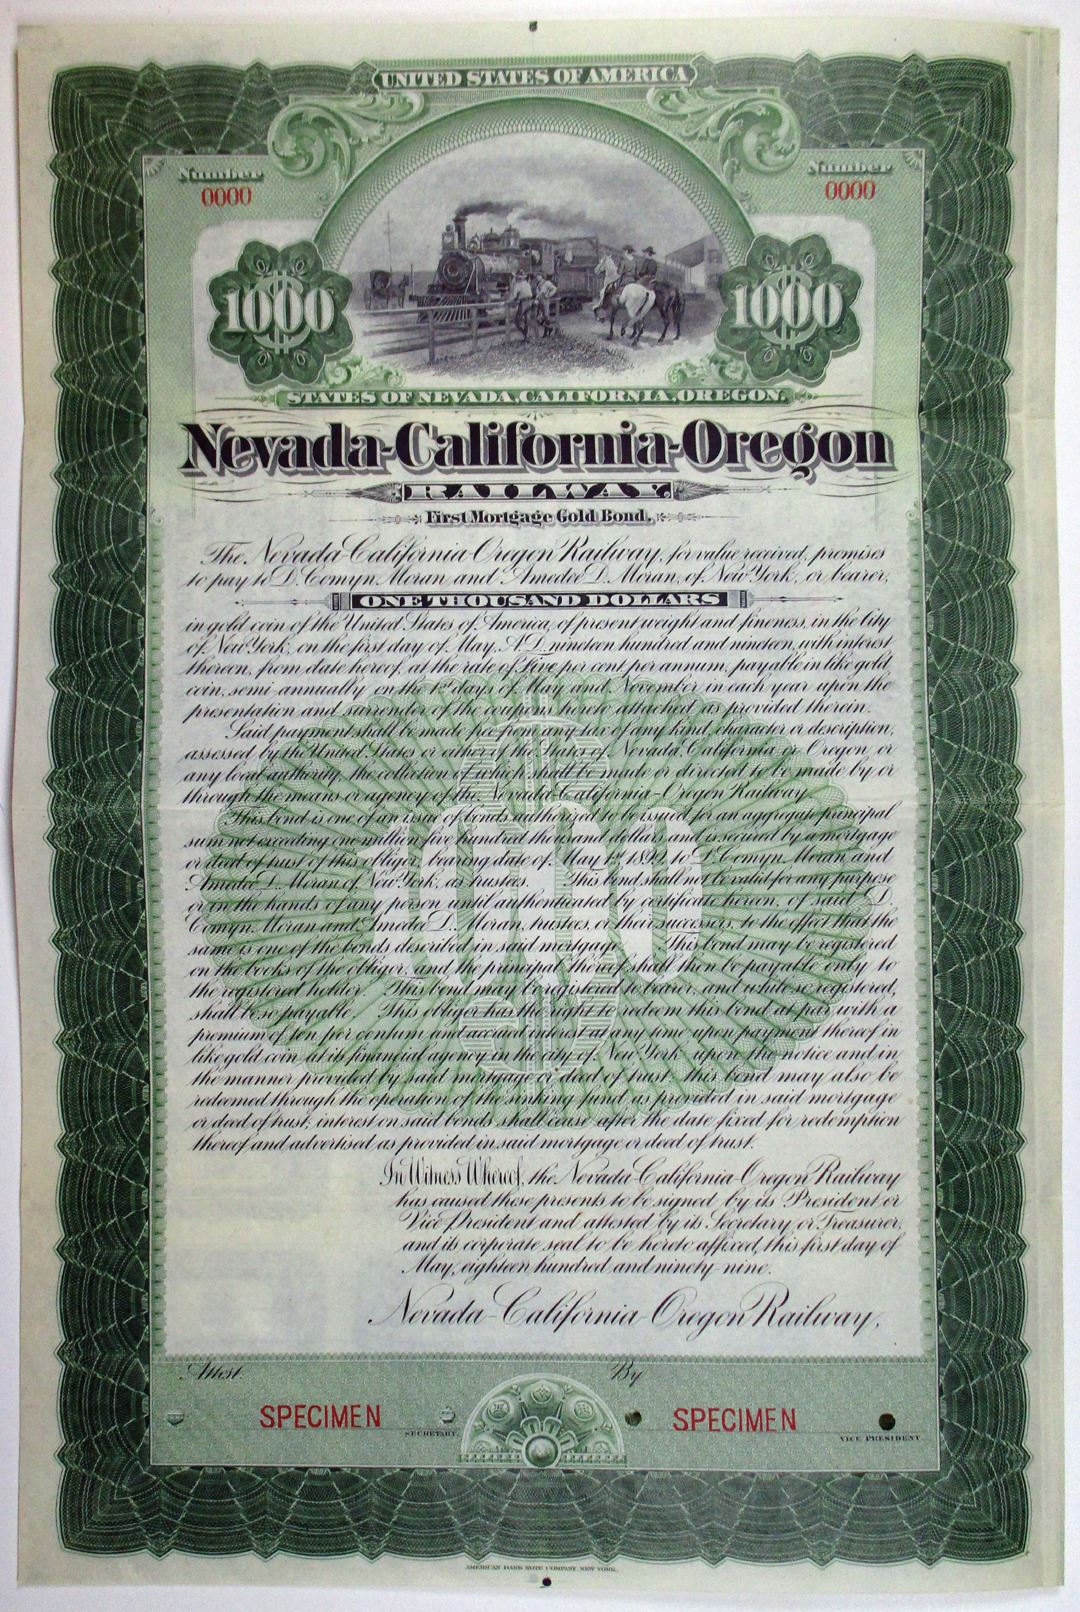 UNITED STATES OF AMERICA
Number
0000
Number
0000
1000
1000
STATES OF NEVADA, CALIFORNIA, OREGON.
Nevada-California-Oregon
RAILWAY.
First Mortgage Gold Bond.
The Nevada-California-Oregon Railway, for value received, promises
to pay to D. Comyn Moran and Amedee D. Moran, of New York, or bearer,
ONE THOUSAND DOLLARS
in gold coin of the United States of America, of present weight and fineness, in the City
of New York, on the first day of May, A.D. nineteen hundred and nineteen, with interest
thereon, from date hereof, at the rate of Five per cent per annum, payable in like gold
coin, semi-annually on the 1st days of May and November in each year upon the
presentation and surrender of the coupons hereto attached, as provided therein.
Said payment shall be made free from any tax of any kind, character or description,
assessed by the United States or either of the States of Nevada, California or Oregon, or
any local authority, the collection of which shall be made or directed to be made by or
through the means or agency of the Nevada-California-Oregon Railway.
This bond is one of an issue of bonds authorized to be issued for an aggregate principal
sum not exceeding one million five hundred thousand dollars and is secured by a mortgage
or deed of trust of this obligor, bearing date of May 1st 1899, to D. Comyn Moran and
Amedee D. Moran of New York, as trustees. This bond shall not be valid for any purpose
or in the hands of any person until authenticated by certificate hereon, of said D.
Comyn Moran and Amedee D. Moran, trustees, or their successors, to the effect that the
same is one of the bonds described in said mortgage. This bond may be registered
on the books of the obligor, and the principal thereof shall then be payable only to
the registered holder. This bond may be registered to bearer, and while so registered,
shall be so payable. This obligor has the right to redeem this bond at par, with a
premium of ten per centum and accrued interest at any time upon payment thereof in
like gold coin at its financial agency in the city of New York upon the notice and in
the manner provided by said mortgage or deed of trust. This bond may also be
redeemed through the operation of the sinking fund as provided in said mortgage
or deed of trust; interest on said bonds shall cease after the date fixed for redemption
thereof and advertised as provided in said mortgage or deed of trust.
In Witness Whereof, the Nevada-California-Oregon Railway
has caused these presents to be signed by its President or
Vice-President and attested by its Secretary or Treasurer,
and its corporate seal to be hereto affixed, this first day of
May, eighteen hundred and ninety-nine.
Nevada-California-Oregon Railway,
Attest:
By
SPECIMEN
SECRETARY.
SPECIMEN
VICE PRESIDENT.
AMERICAN BANK NOTE COMPANY, NEW YORK.